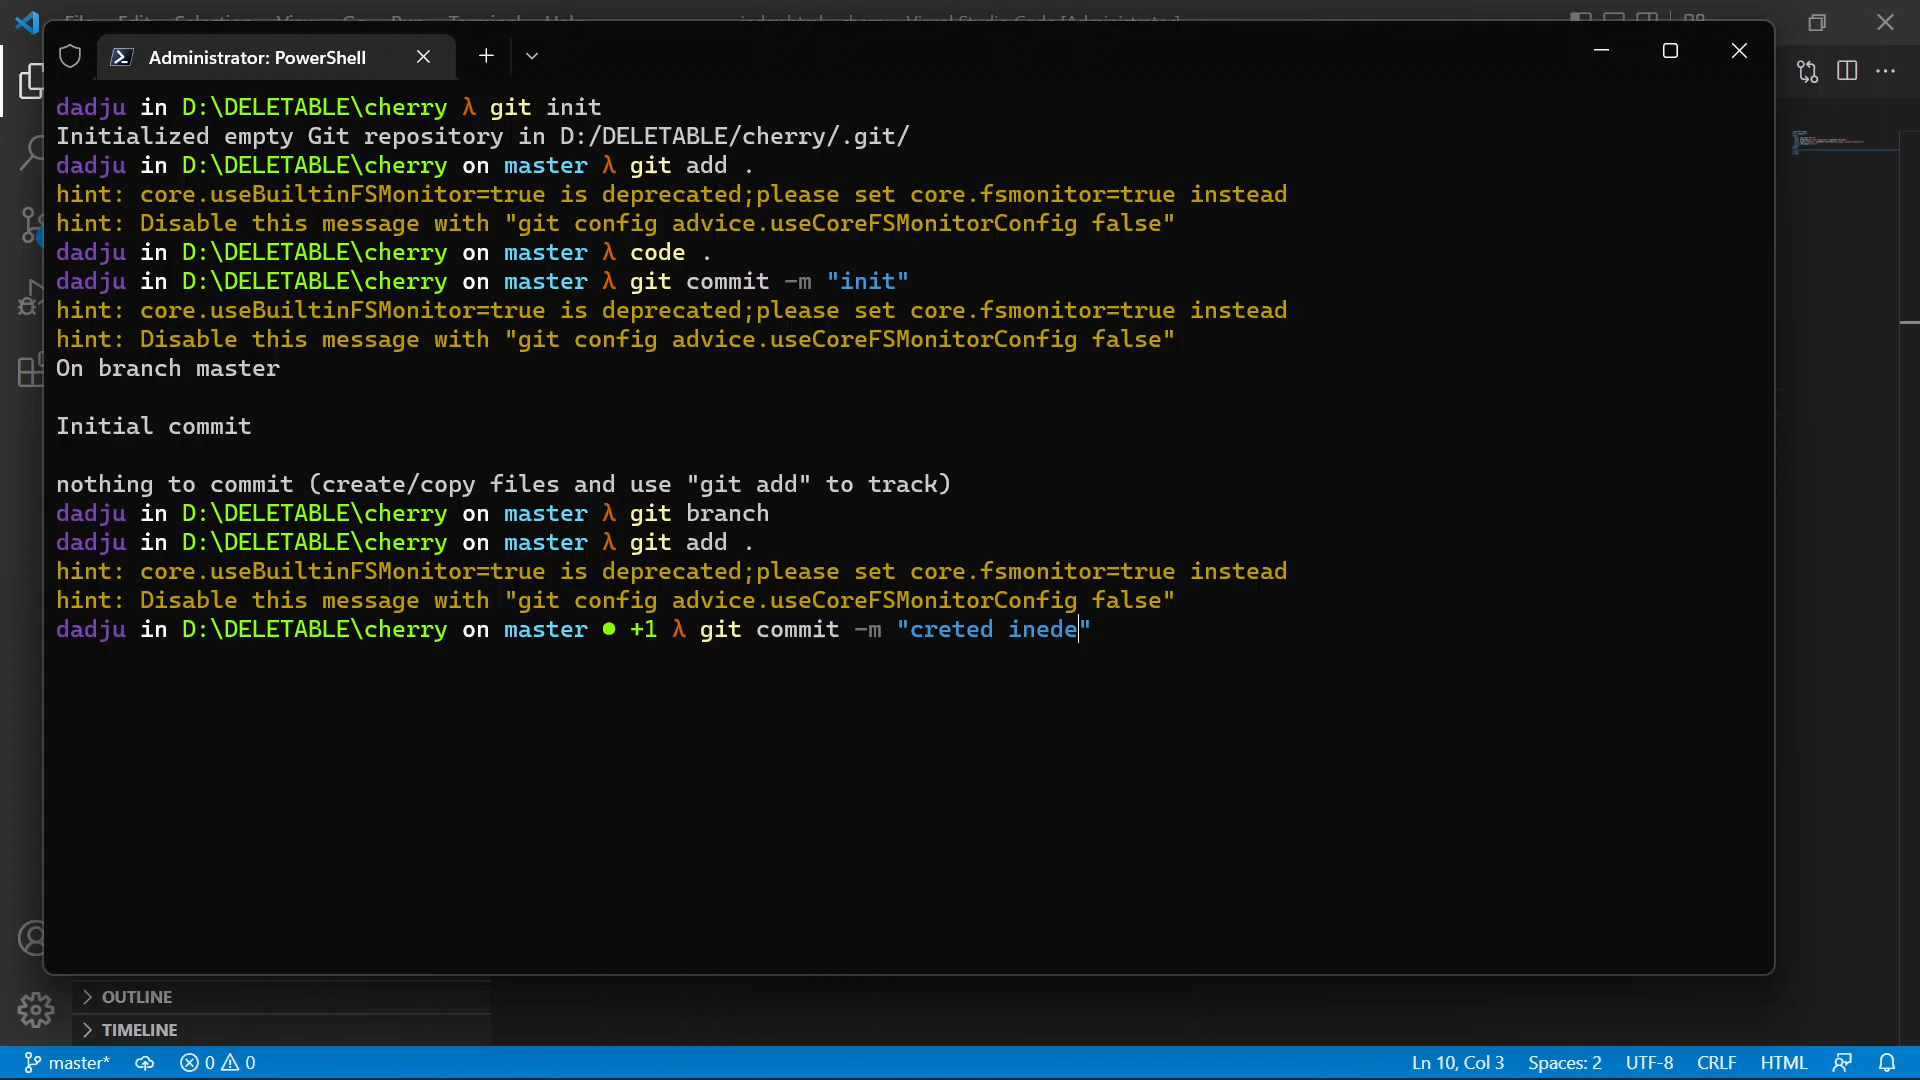 Administrator: PowerShell
dadju in D:\DELETABLE\cherry λ git init
Initialized empty Git repository in D:/DELETABLE/cherry/.git/
dadju in D:\DELETABLE\cherry on master λ git add .
hint: core.useBuiltinFSMonitor=true is deprecated;please set core.fsmonitor=true instead
hint: Disable this message with "git config advice.useCoreFSMonitorConfig false"
dadju in D:\DELETABLE\cherry on master λ code .
dadju in D:\DELETABLE\cherry on master λ git commit -m "init"
hint: core.useBuiltinFSMonitor=true is deprecated;please set core.fsmonitor=true instead
hint: Disable this message with "git config advice.useCoreFSMonitorConfig false"
On branch master
Initial commit
nothing to commit (create/copy files and use "git add" to track)
dadju in D:\DELETABLE\cherry on master λ git branch
dadju in D:\DELETABLE\cherry on master λ git add .
hint: core.useBuiltinFSMonitor=true is deprecated;please set core.fsmonitor=true instead
hint: Disable this message with "git config advice.useCoreFSMonitorConfig false"
dadju in D:\DELETABLE\cherry on master ● +1 λ git commit -m "creted inede"
OUTLINE
TIMELINE
master* 0 0 Ln 10, Col 3 Spaces: 2 UTF-8 CRLF HTML